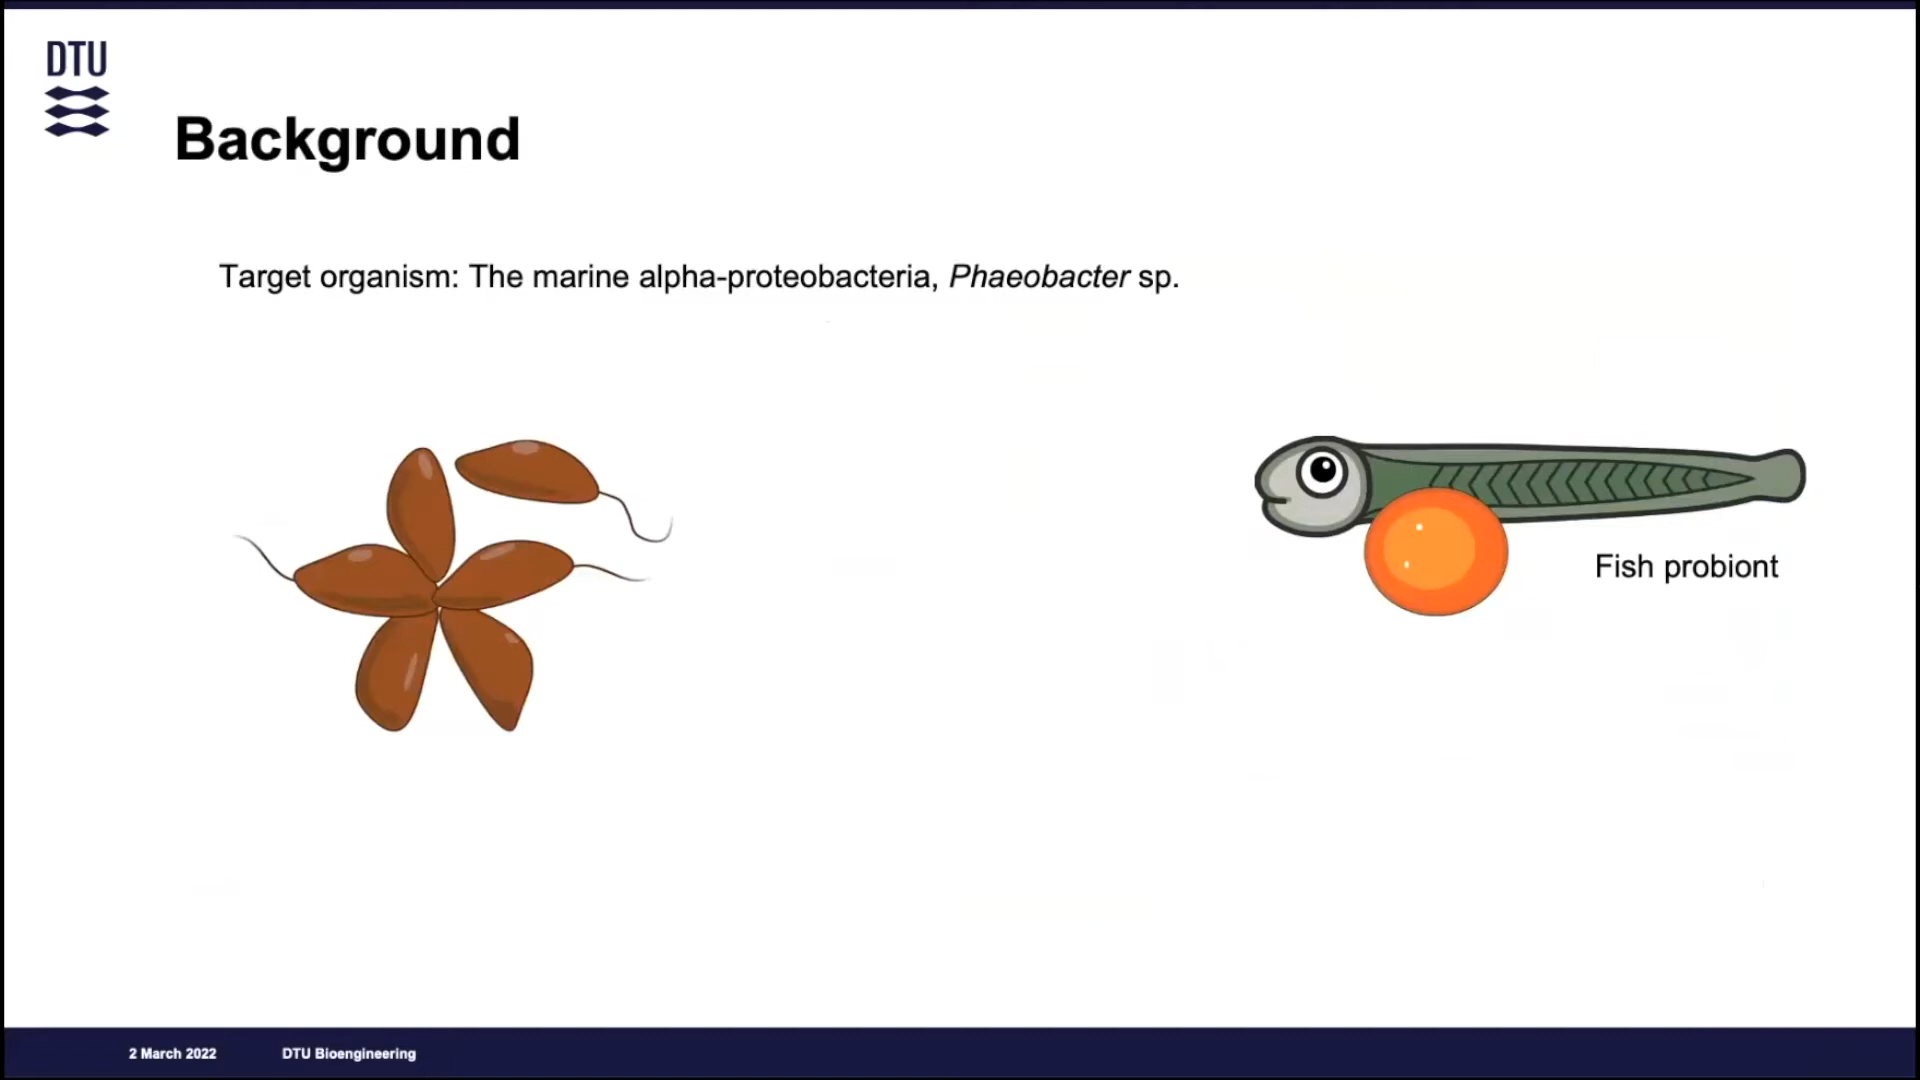 DTU
Background
Target organism: The marine alpha-proteobacteria, Phaeobacter sp.
Fish probiont
2 March 2022 DTU Bioengineering